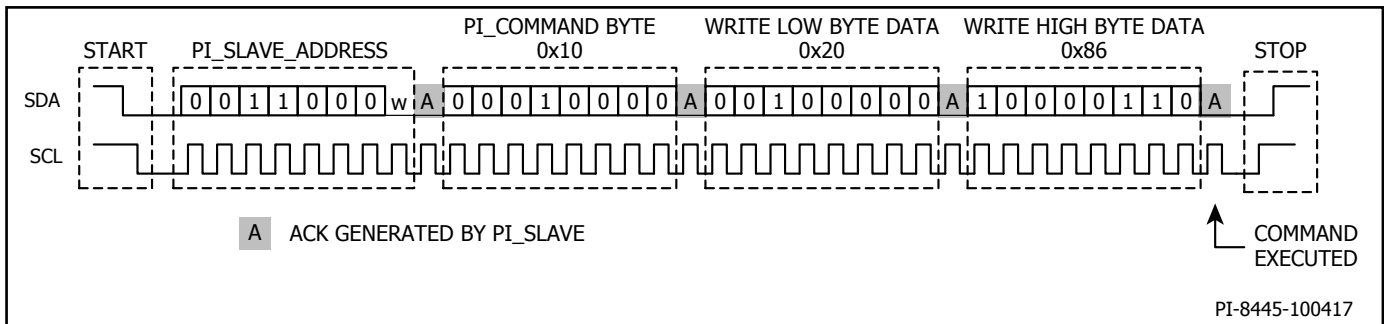 PI_COMMAND BYTE WRITE LOW BYTE DATA WRITE HIGH BYTE DATA
START PI_SLAVE_ADDRESS 0x10 0x20 0x86 STOP
SDA 0 0 1 1 0 0 0 w A 0 0 0 1 0 0 0 0 A 0 0 1 0 0 0 0 0 A 1 0 0 0 0 1 1 0 A
SCL
A ACK GENERATED BY PI_SLAVE
COMMAND
EXECUTED
PI-8445-100417